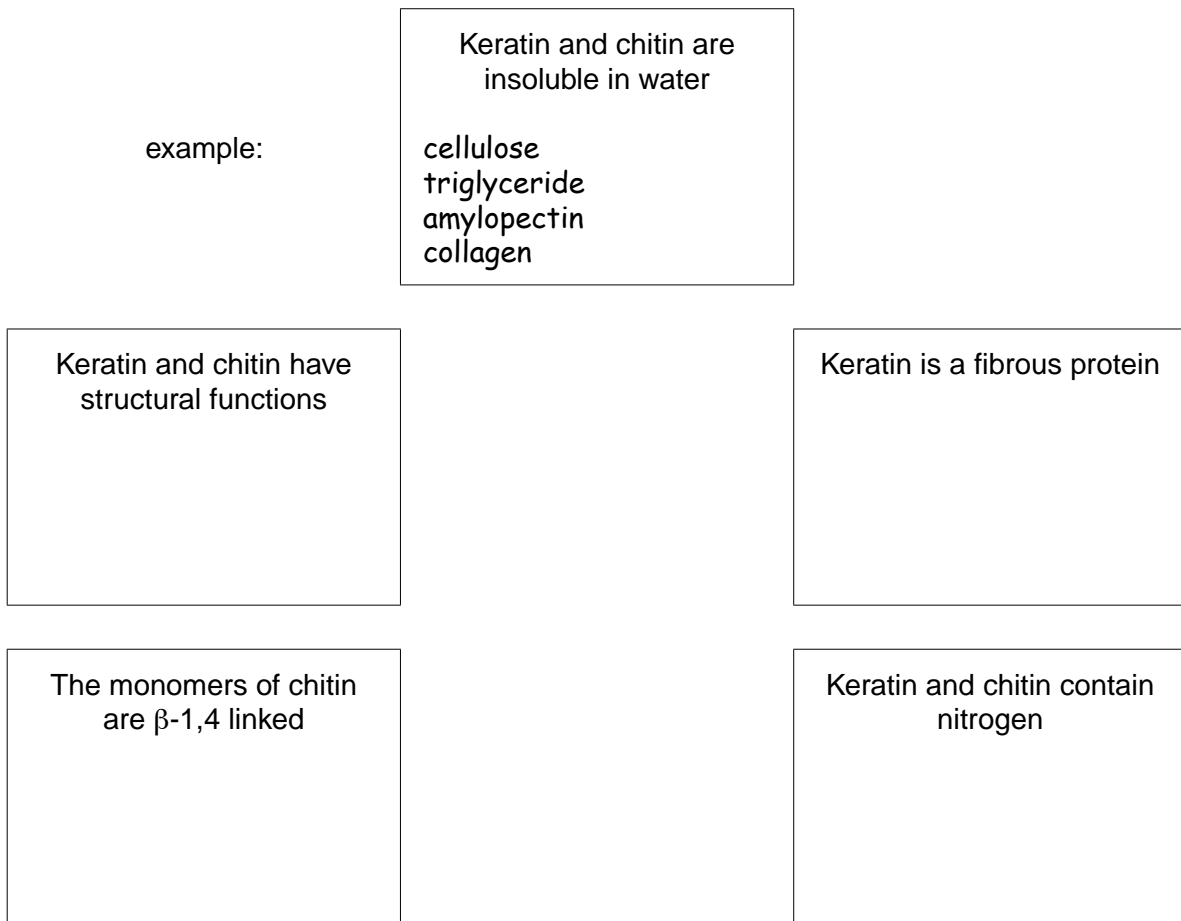 Keratin and chitin are
insoluble in water
example:
cellulose
triglyceride
amylopectin
collagen
Keratin and chitin have
structural functions
Keratin is a fibrous protein
The monomers of chitin
are β-1,4 linked
Keratin and chitin contain
nitrogen